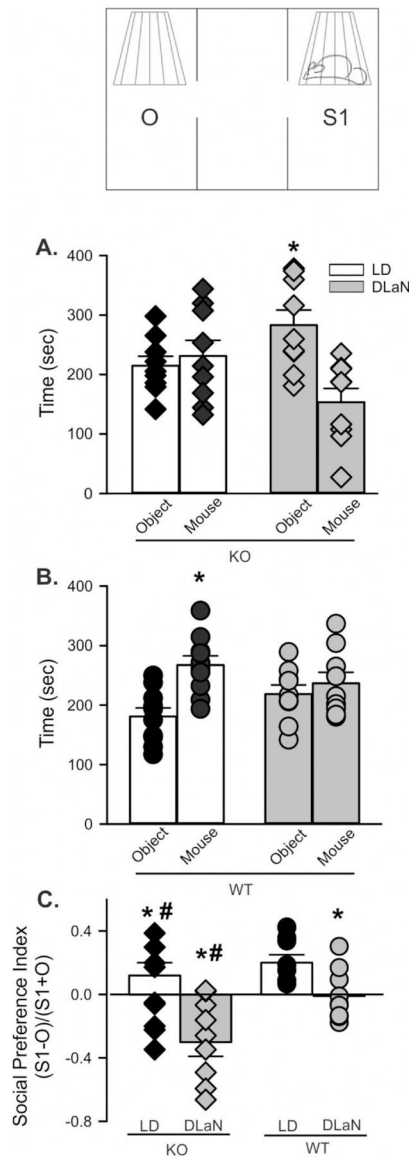 O
S1
A.
*
LD
DLaN
400
300
200
100
0
Time (sec)
Object
Mouse
Object
Mouse
KO
B.
*
400
300
200
100
0
Time (sec)
Object
Mouse
Object
Mouse
WT
C.
* #
*#
*
0.4
0.0
-0.4
-0.8
Social Preference Index
(S1-O)/(S1+O)
LD DLaN LD DLaN
KO WT